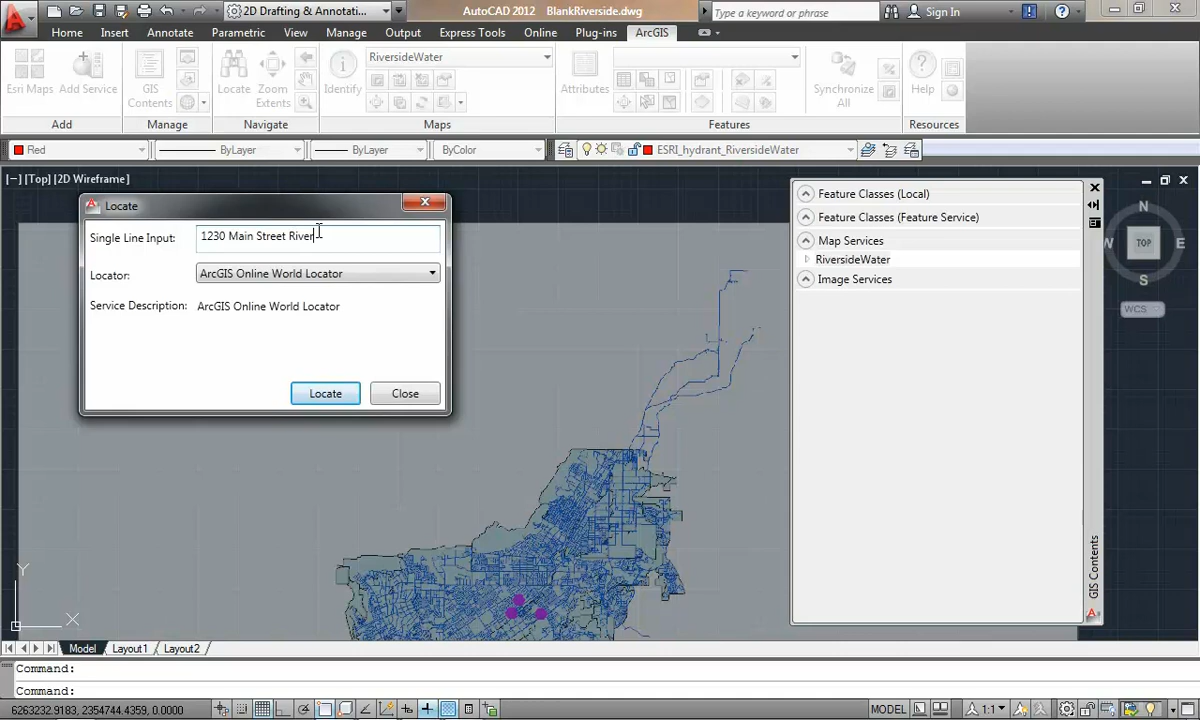 2D Drafting & Annotati...
AutoCAD 2012 BlankRiverside.dwg
Type a keyword or phrase
Sign In
Home Insert Annotate Parametric View Manage Output Express Tools Online Plug-ins ArcGIS
RiversideWater
Esri Maps Add Service GIS Contents Locate Zoom Extents Identify Attributes Synchronize All Help
Add Manage Navigate Maps Features Resources
Red ByLayer ByLayer ByColor ESRI_hydrant_RiversideWater
[−] [Top] [2D Wireframe]
Locate
Single Line Input: 1230 Main Street River
Locator: ArcGIS Online World Locator
Service Description: ArcGIS Online World Locator
Locate Close
Feature Classes (Local)
Feature Classes (Feature Service)
Map Services
RiversideWater
Image Services
GIS Contents
N
W TOP E
S
WCS
Y
X
Model Layout1 Layout2
Command:
Command:
6263232.9183, 2354744.4359, 0.0000
MODEL 1:1